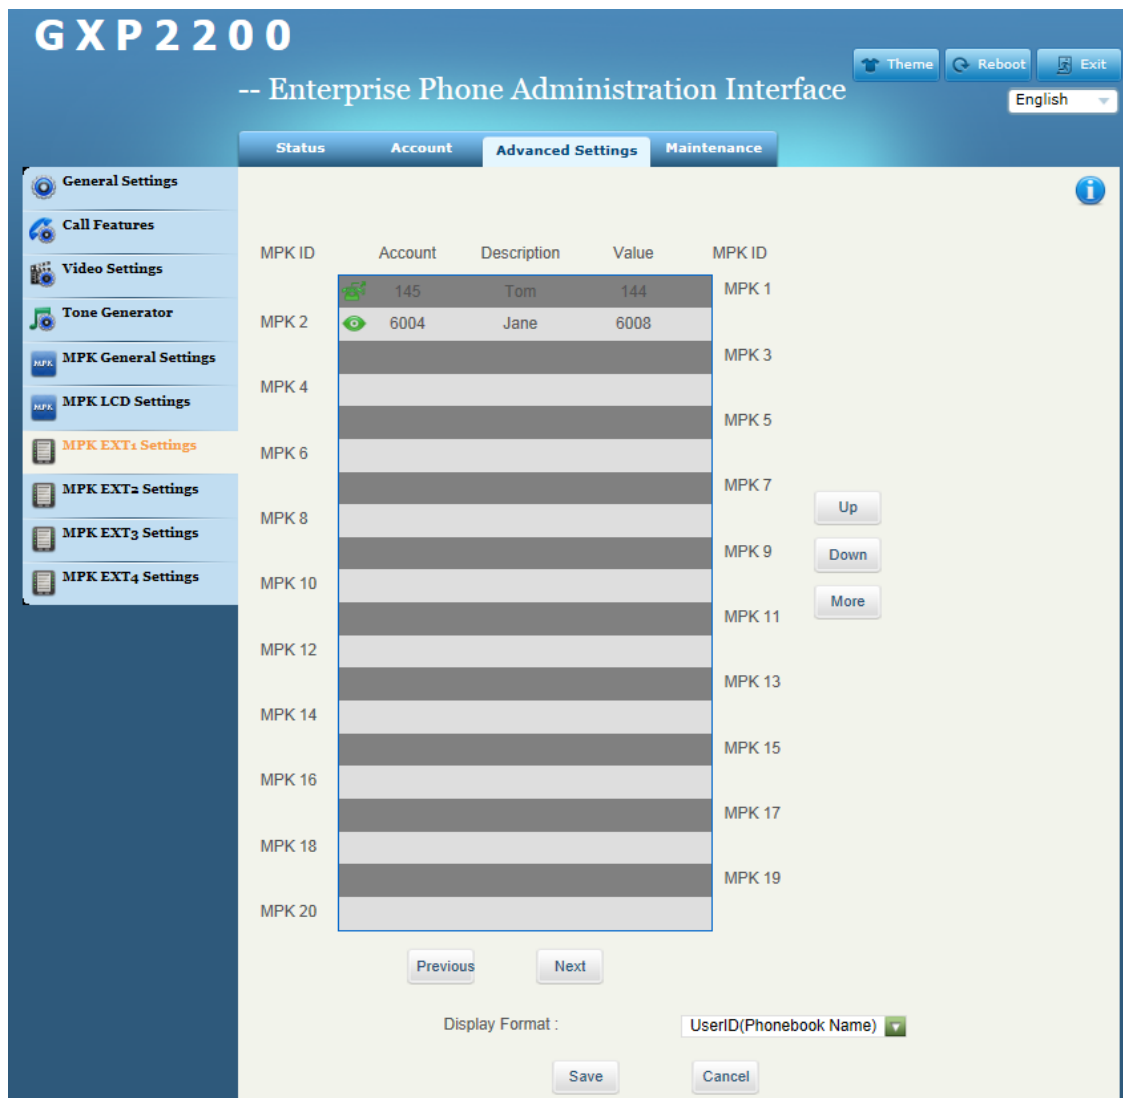 GXP2200
-- Enterprise Phone Administration Interface
Theme
Reboot
Exit
English
Status Account Advanced Settings Maintenance
General Settings
Call Features
Video Settings
Tone Generator
MPK General Settings
MPK LCD Settings
MPK EXT1 Settings
MPK EXT2 Settings
MPK EXT3 Settings
MPK EXT4 Settings
MPK ID Account Description Value MPK ID
145 Tom 144 MPK 1
MPK 2 6004 Jane 6008
MPK 3
MPK 4
MPK 5
MPK 6
MPK 7
MPK 8
MPK 9
MPK 10
MPK 11
MPK 12
MPK 13
MPK 14
MPK 15
MPK 16
MPK 17
MPK 18
MPK 19
MPK 20
Up
Down
More
Previous Next
Display Format : UserID(Phonebook Name)
Save Cancel